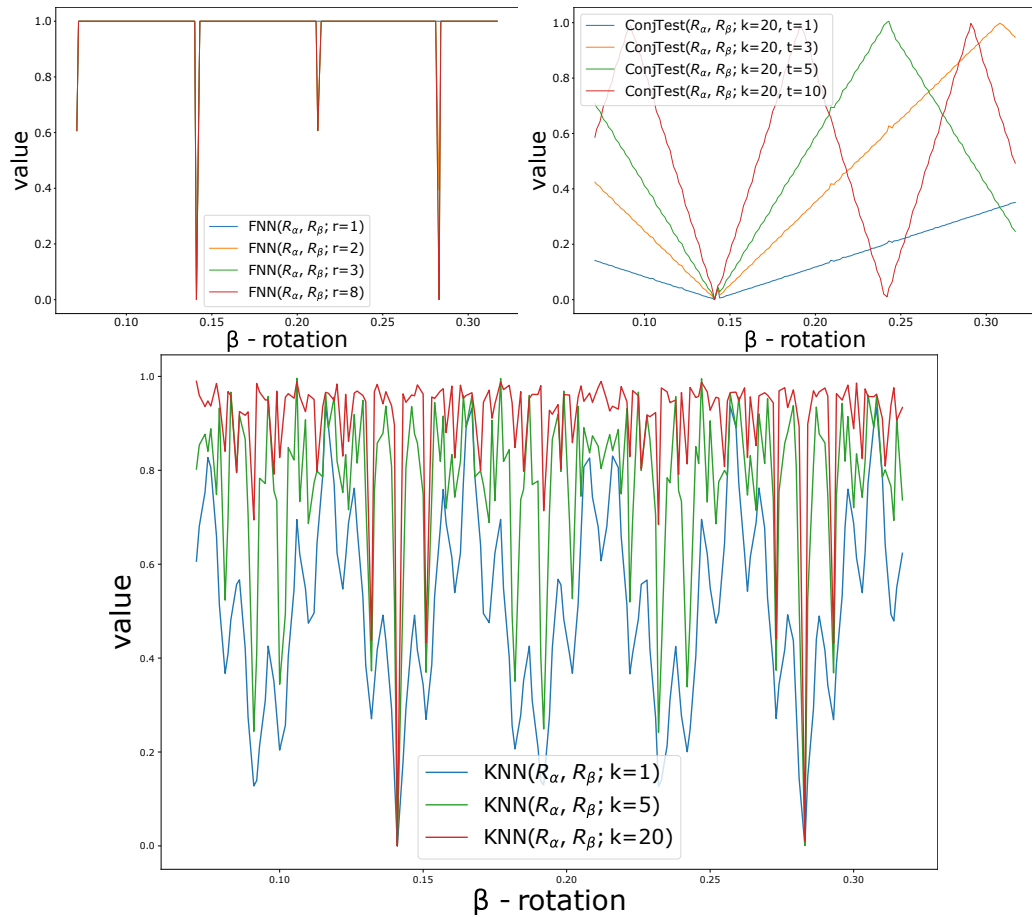 1.0
0.8
0.6
0.4
0.2
0.0
value
FNN(Rα, Rβ; r=1)
FNN(Rα, Rβ; r=2)
FNN(Rα, Rβ; r=3)
FNN(Rα, Rβ; r=8)
0.10 0.15 0.20 0.25 0.30
β - rotation
1.0
0.8
0.6
0.4
0.2
0.0
value
ConjTest(Rα, Rβ; k=20, t=1)
ConjTest(Rα, Rβ; k=20, t=3)
ConjTest(Rα, Rβ; k=20, t=5)
ConjTest(Rα, Rβ; k=20, t=10)
0.10 0.15 0.20 0.25 0.30
β - rotation
1.0
0.8
0.6
0.4
0.2
0.0
value
KNN(Rα, Rβ; k=1)
KNN(Rα, Rβ; k=5)
KNN(Rα, Rβ; k=20)
0.10 0.15 0.20 0.25 0.30
β - rotation